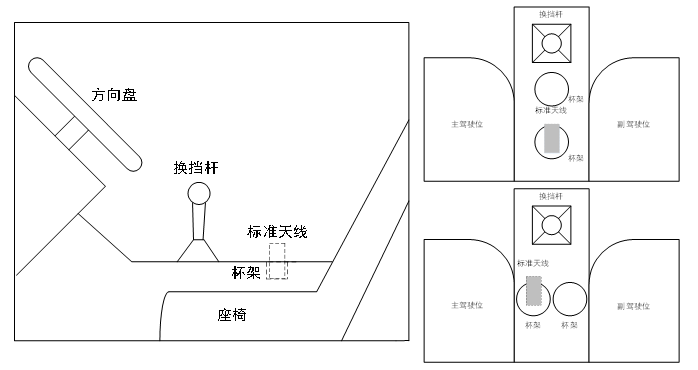 方向盘
换挡杆
标准天线
杯架
座椅
换挡杆
杯架
标准天线
主驾驶位
副驾驶位
杯架
换挡杆
标准天线
主驾驶位
副驾驶位
杯架
杯架